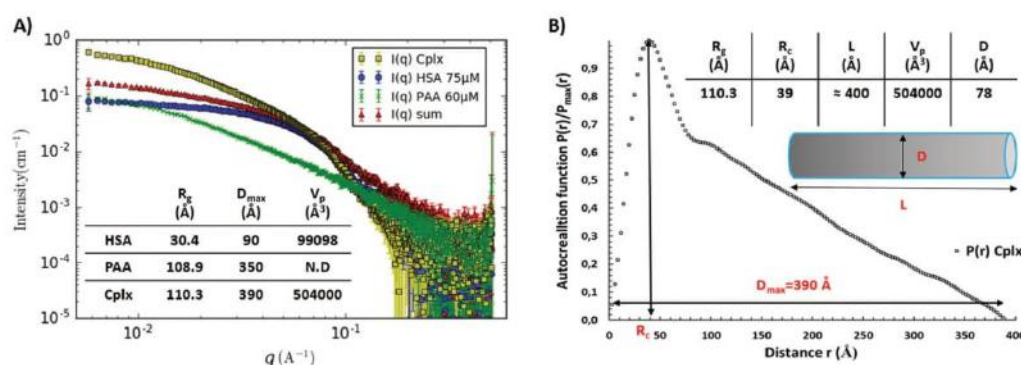 A)
Intensity(cm⁻¹)
10⁰
10⁻¹
10⁻²
10⁻³
10⁻⁴
10⁻⁵
I(q) Cplx
I(q) HSA 75µM
I(q) PAA 60µM
I(q) sum
Rg Dmax Vp
(Å) (Å) (Å³)
HSA 30.4 90 99098
PAA 108.9 350 N.D
Cplx 110.3 390 504000
10⁻² 10⁻¹
q (A⁻¹)
B)
Autocrealltion function P(r)/Pmax(r)
0,9
0,8
0,7
0,6
0,5
0,4
0,3
0,2
0,1
0,0
Rg Rc L Vp D
(Å) (Å) (Å) (Å³) (Å)
110.3 39 ≈ 400 504000 78
D
L
P(r) Cplx
Dmax=390 Å
Rc
0 50 100 150 200 250 300 350 400
Distance r (Å)